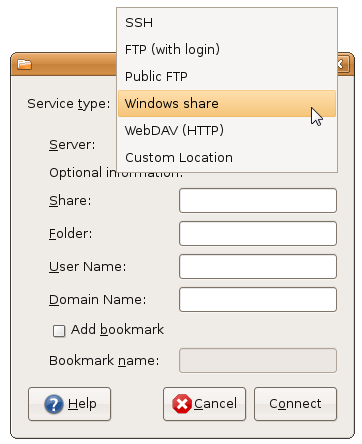 SSH
FTP (with login)
Public FTP
Service type:
Windows share
WebDAV (HTTP)
Server:
Custom Location
Optional information:
Share:
Folder:
User Name:
Domain Name:
Add bookmark
Bookmark name:
Help
Cancel
Connect